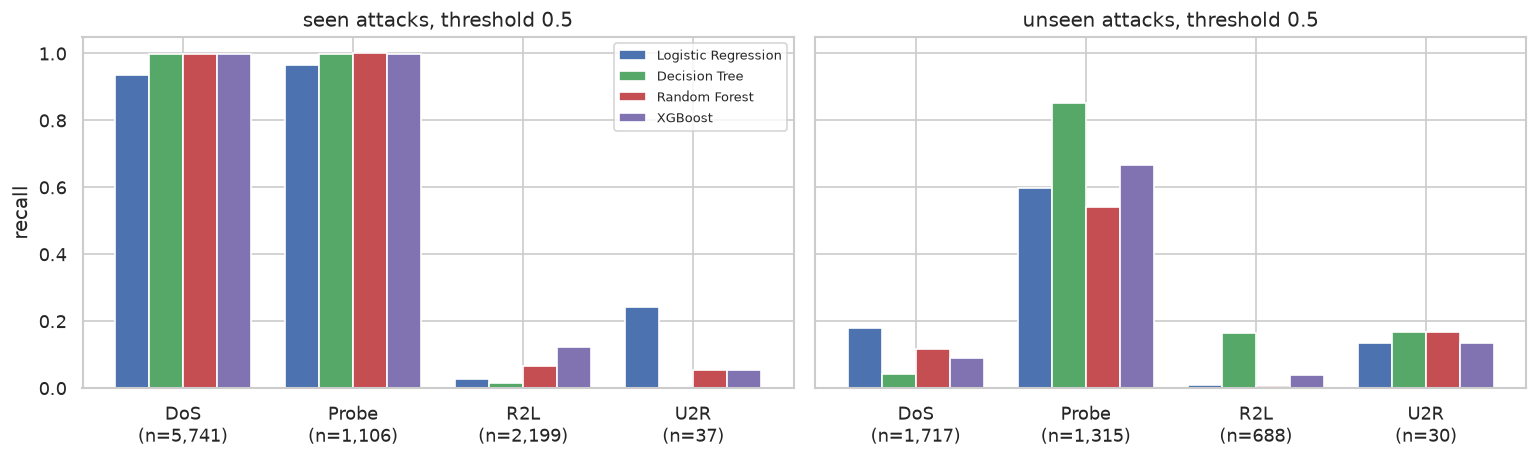 seen attacks, threshold 0.5
unseen attacks, threshold 0.5
recall
1.0
0.8
0.6
0.4
0.2
0.0
Logistic Regression
Decision Tree
Random Forest
XGBoost
DoS
(n=5,741)
Probe
(n=1,106)
R2L
(n=2,199)
U2R
(n=37)
DoS
(n=1,717)
Probe
(n=1,315)
R2L
(n=688)
U2R
(n=30)